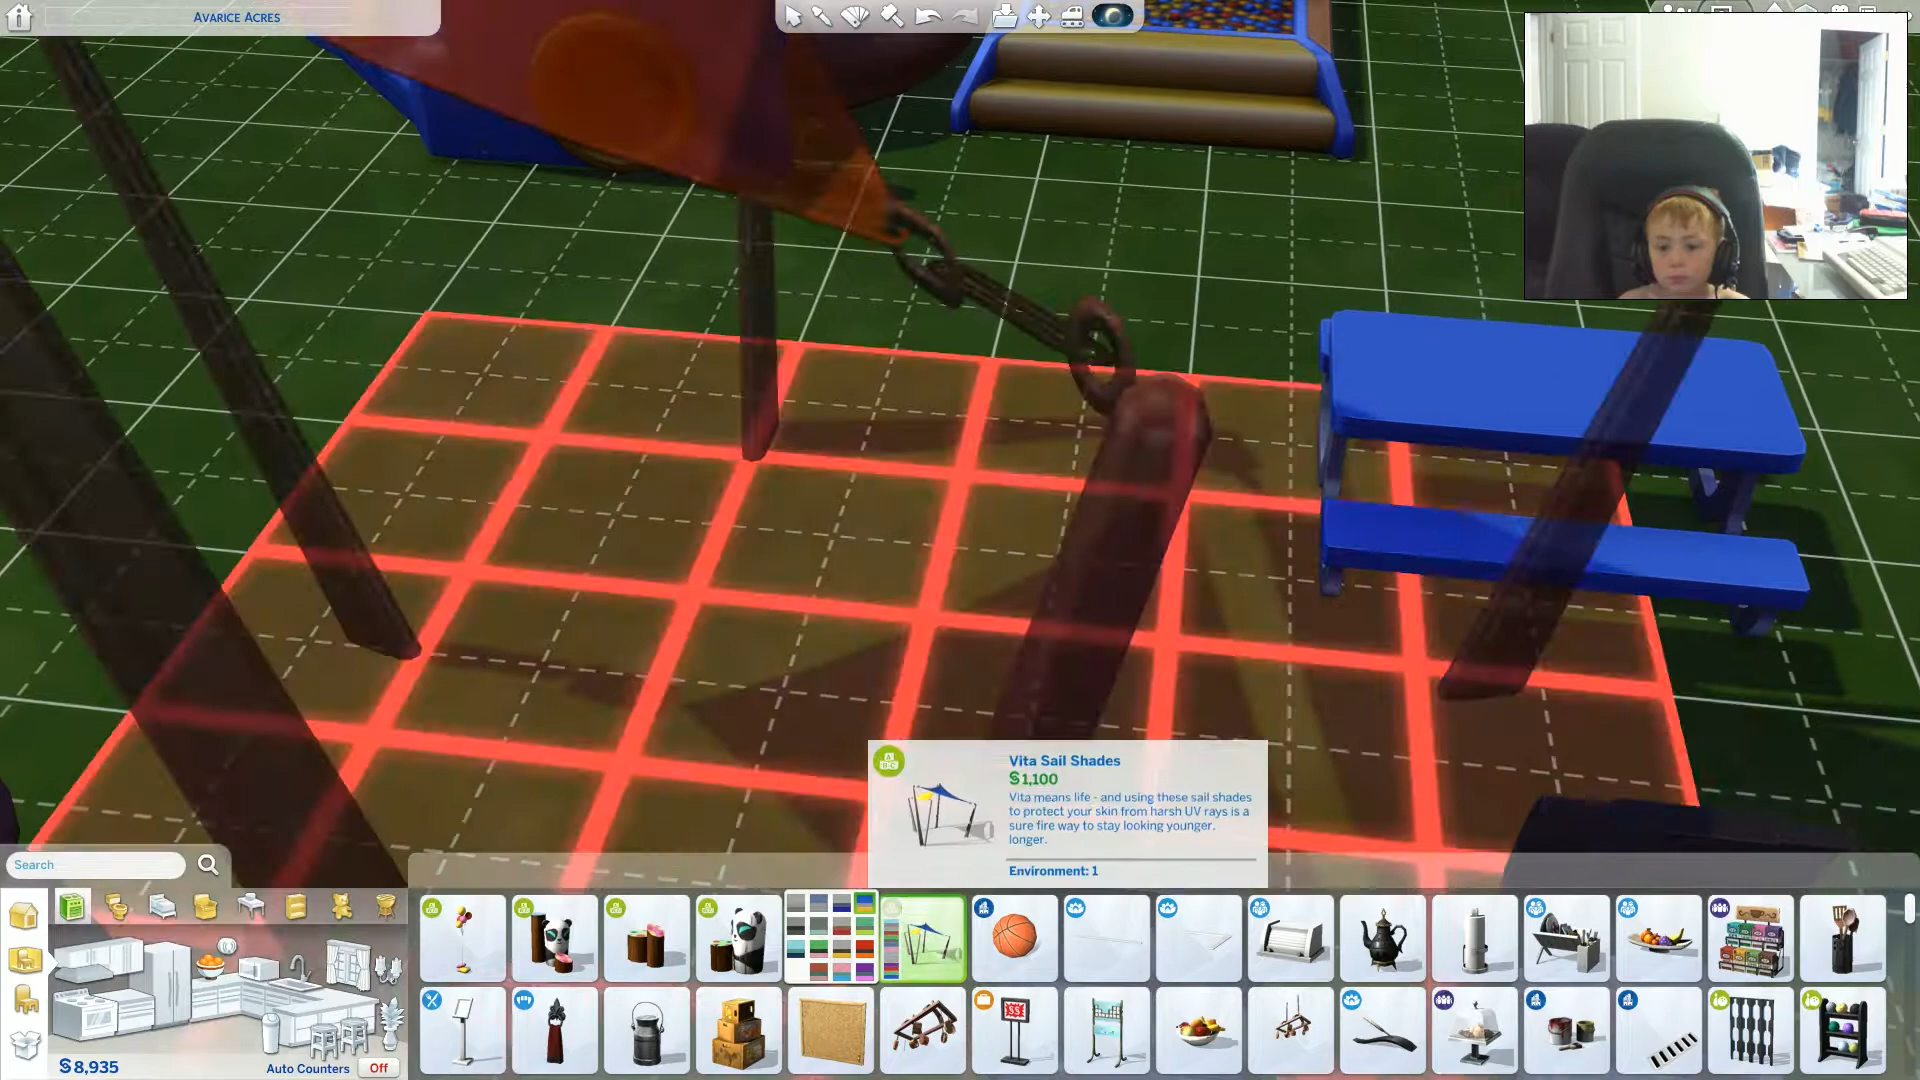 AVARICE ACRES
Vita Sail Shades
§1,100
Vita means life - and using these sail shades
to protect your skin from harsh UV rays is a
sure fire way to stay looking younger,
longer.
Environment: 1
Search
§8,935
Auto Counters
Off
$$